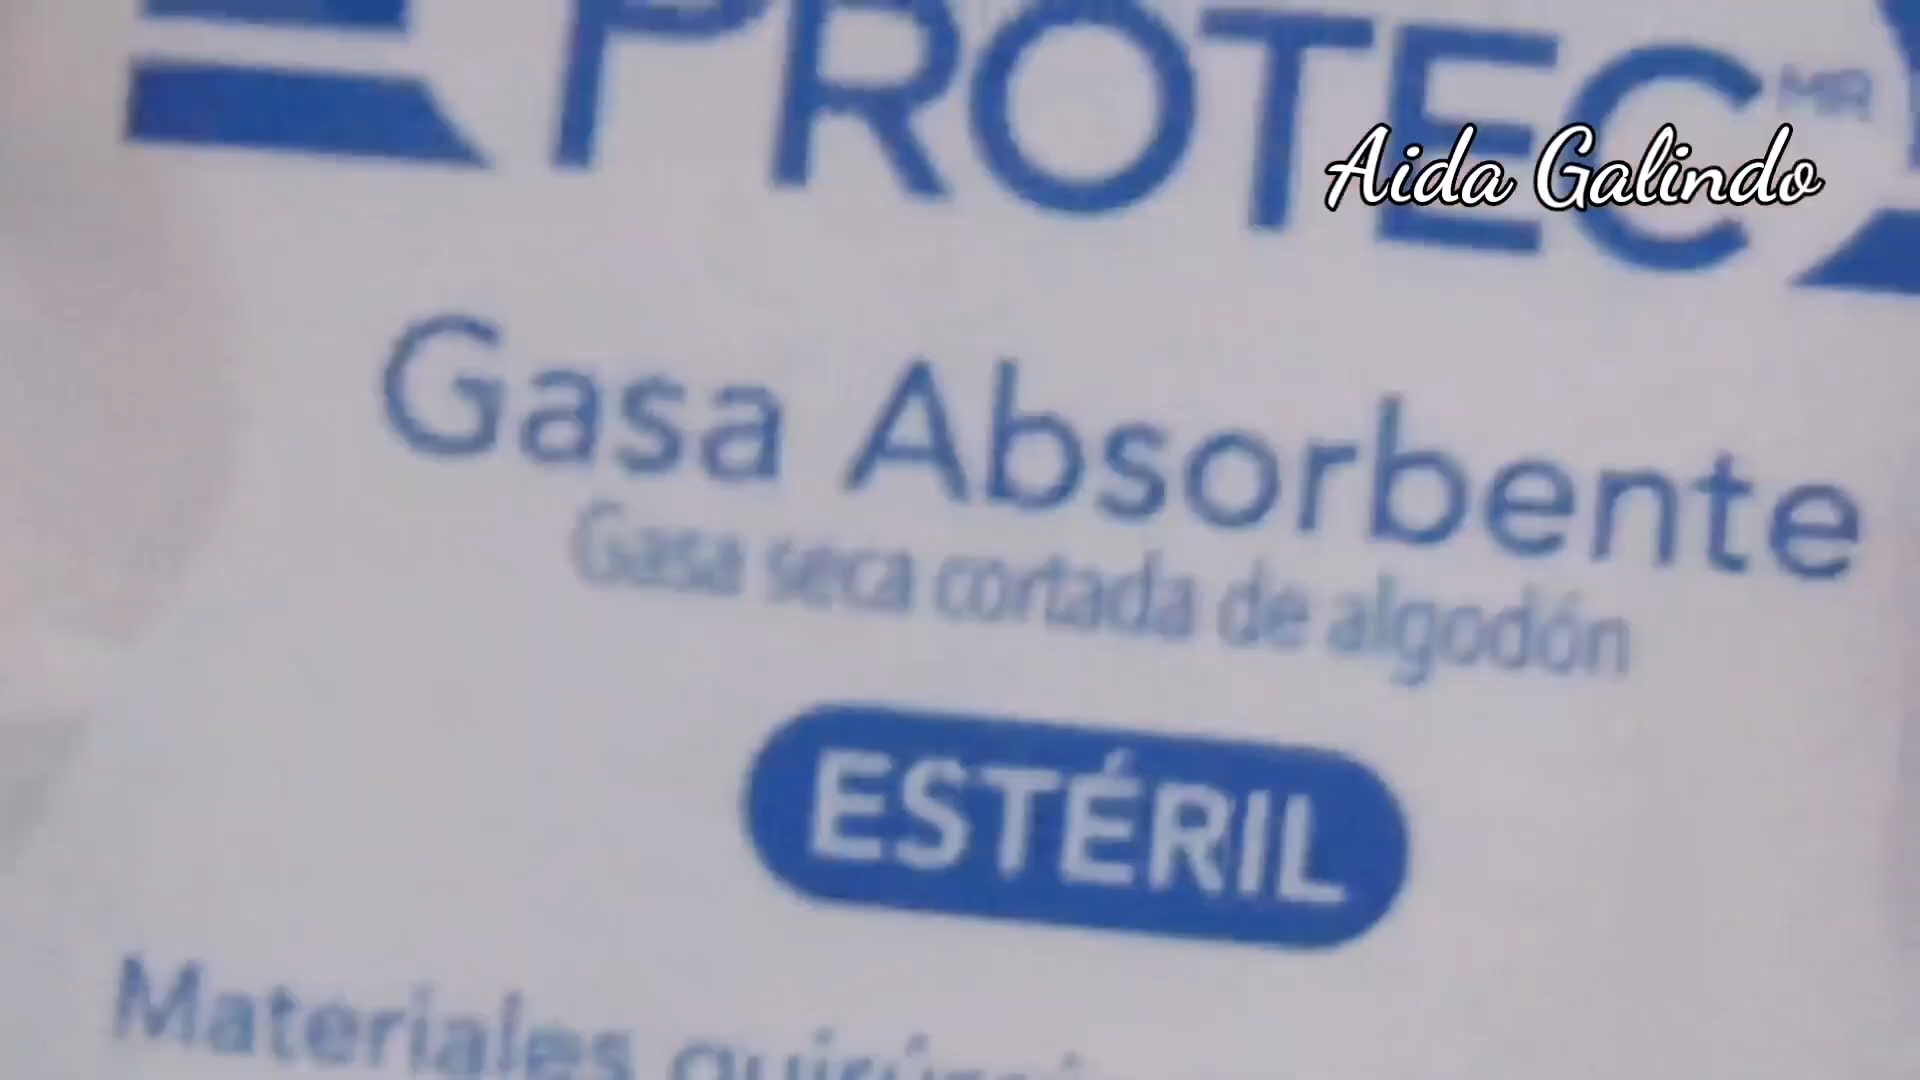 PROTEC MR
Aida Galindo
Gasa Absorbente
Gasa seca cortada de algodón
ESTÉRIL
Materiales